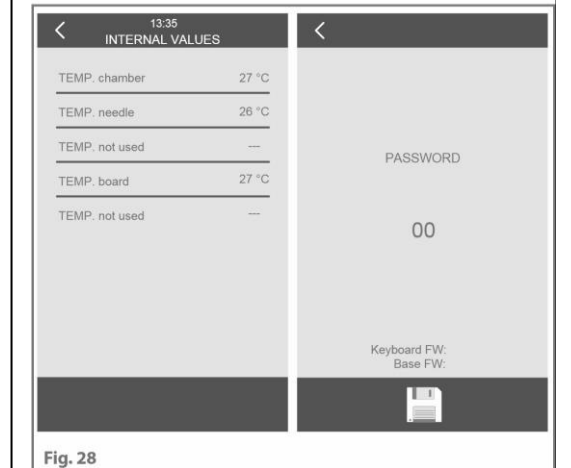 13:35
INTERNAL VALUES
TEMP. chamber 27 °C
TEMP. needle 26 °C
TEMP. not used ---
TEMP. board 27 °C
TEMP. not used ---
PASSWORD
00
Keyboard FW:
Base FW:
Fig. 28